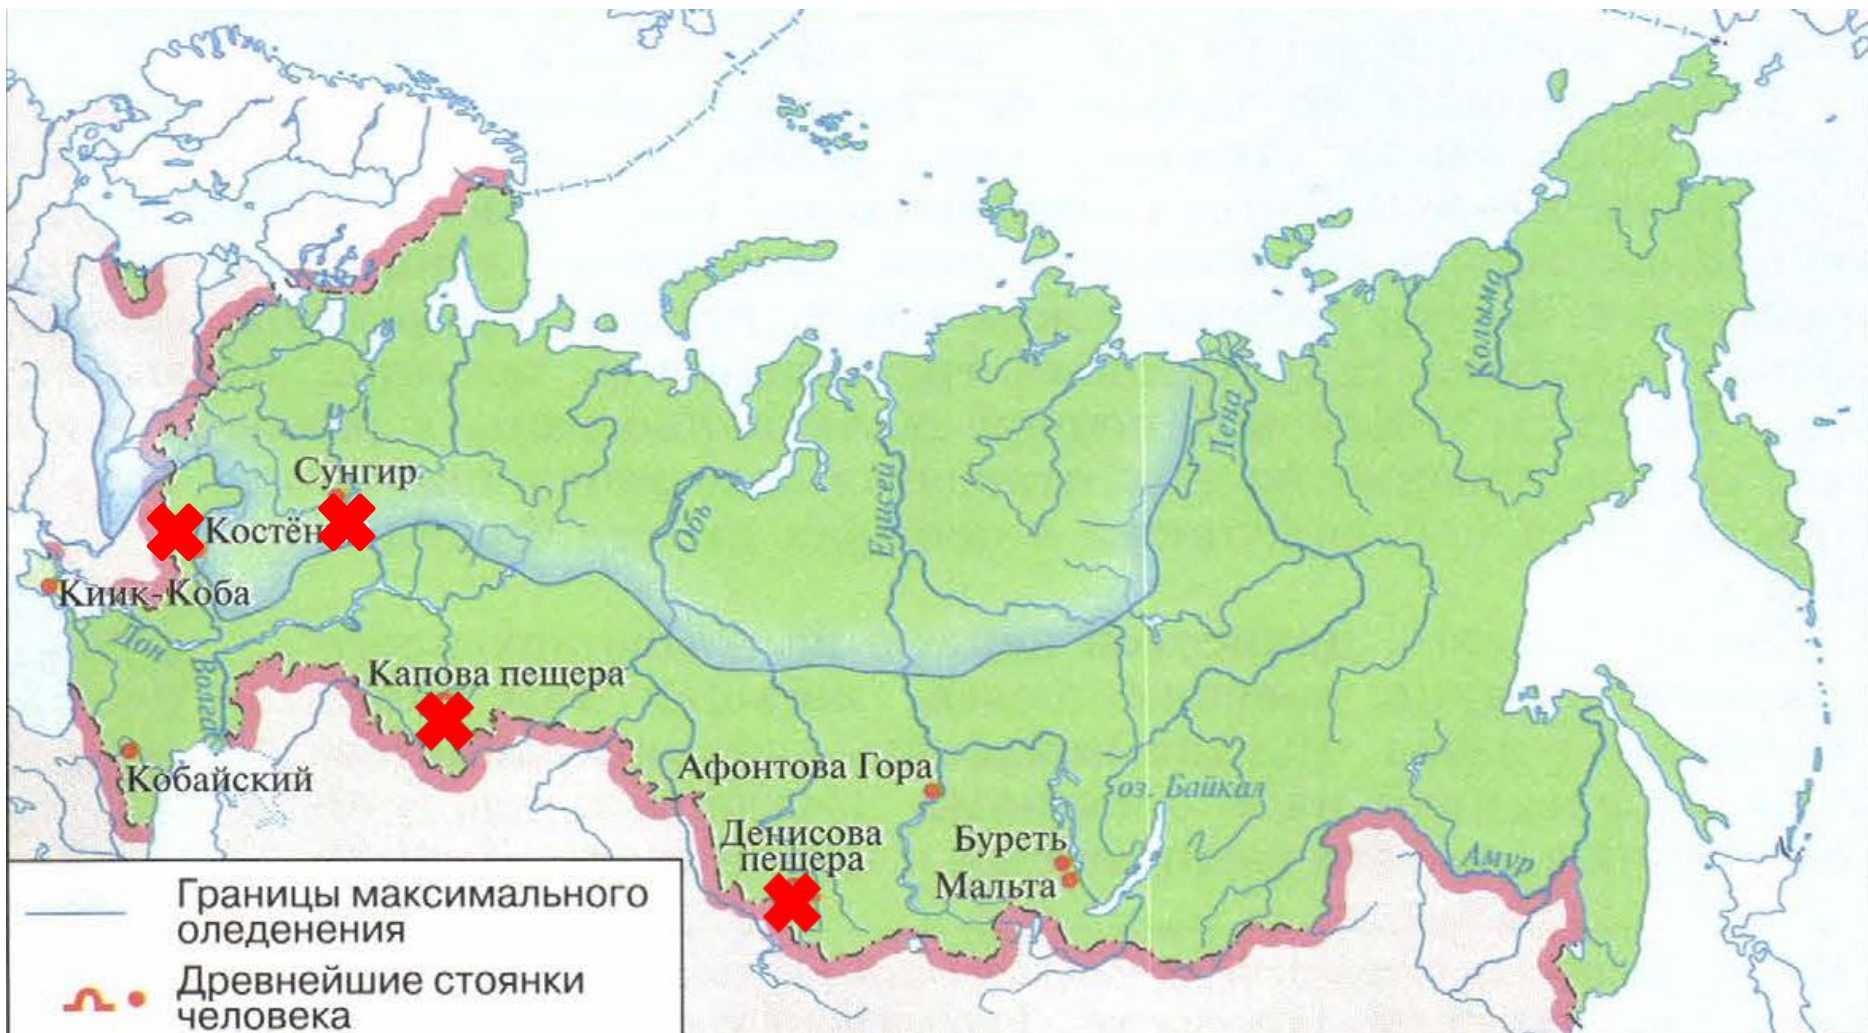 Сунгир
Костён
Киик-Коба
Дон
Волга
Капова пещера
Кобайский
Обь
Енисей
Лена
Колыма
Афонтова Гора
оз. Байкал
Денисова
пещера
Буреть
Мальта
Амур
Границы максимального
оледенения
Древнейшие стоянки
человека